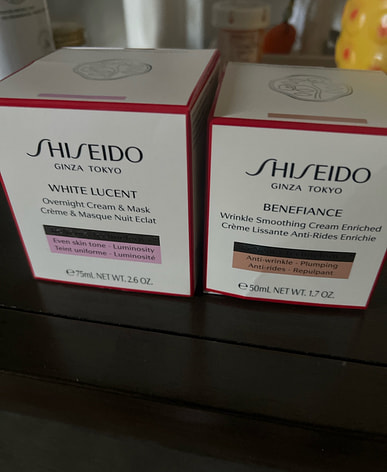 SHISEIDO
GINZA TOKYO
WHITE LUCENT
Overnight Cream & Mask
Crème & Masque Nuit Eclat
Even skin tone - Luminosity
Teint uniforme - Luminosité
℮ 75mL NET WT. 2.6 OZ.
SHISEIDO
GINZA TOKYO
BENEFIANCE
Wrinkle Smoothing Cream Enriched
Crème Lissante Anti-Rides Enrichie
Anti-wrinkle - Plumping
Anti-rides - Repulpant
℮ 50mL NET WT. 1.7 OZ.